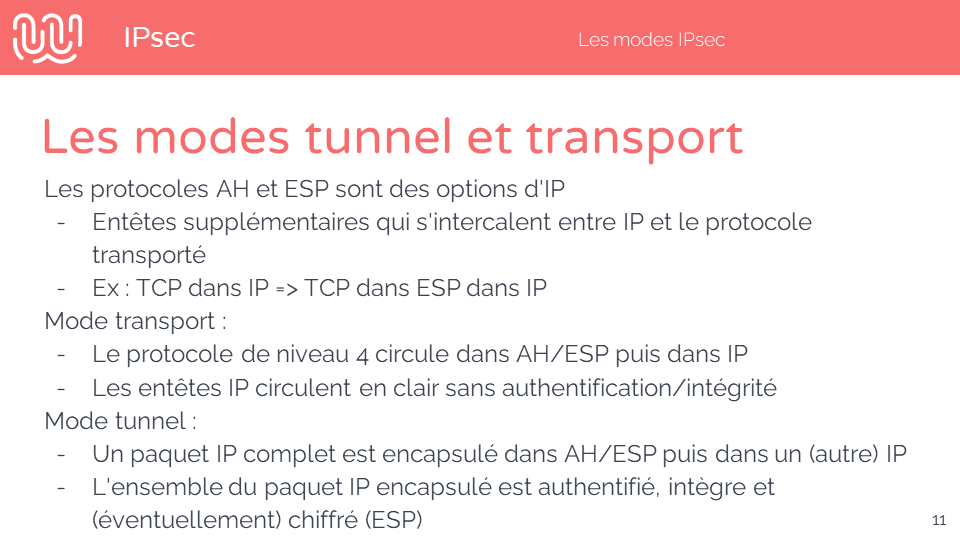 IPsec
Les modes IPsec
Les modes tunnel et transport
Les protocoles AH et ESP sont des options d'IP
- Entêtes supplémentaires qui s'intercalent entre IP et le protocole
transporté
- Ex : TCP dans IP => TCP dans ESP dans IP
Mode transport :
- Le protocole de niveau 4 circule dans AH/ESP puis dans IP
- Les entêtes IP circulent en clair sans authentification/intégrité
Mode tunnel :
- Un paquet IP complet est encapsulé dans AH/ESP puis dans un (autre) IP
- L'ensemble du paquet IP encapsulé est authentifié, intègre et
(éventuellement) chiffré (ESP)
11